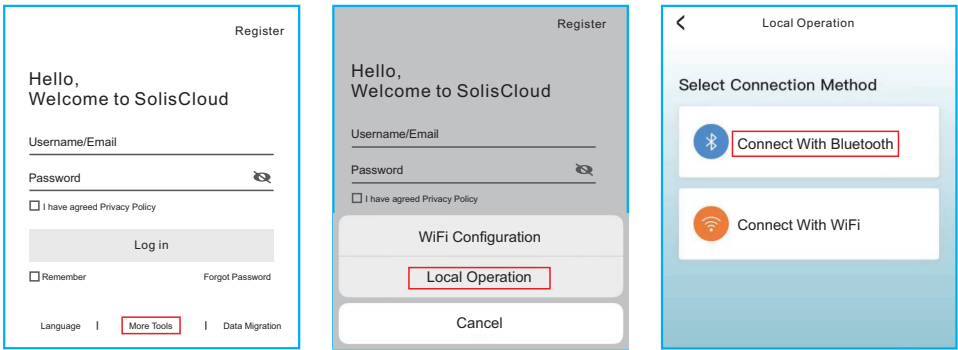 Register
Hello,
Welcome to SolisCloud
Username/Email
Password
I have agreed Privacy Policy
Log in
Remember Forgot Password
Language | More Tools | Data Migration
Register
Hello,
Welcome to SolisCloud
Username/Email
Password
I have agreed Privacy Policy
WiFi Configuration
Local Operation
Cancel
Local Operation
Select Connection Method
Connect With Bluetooth
Connect With WiFi